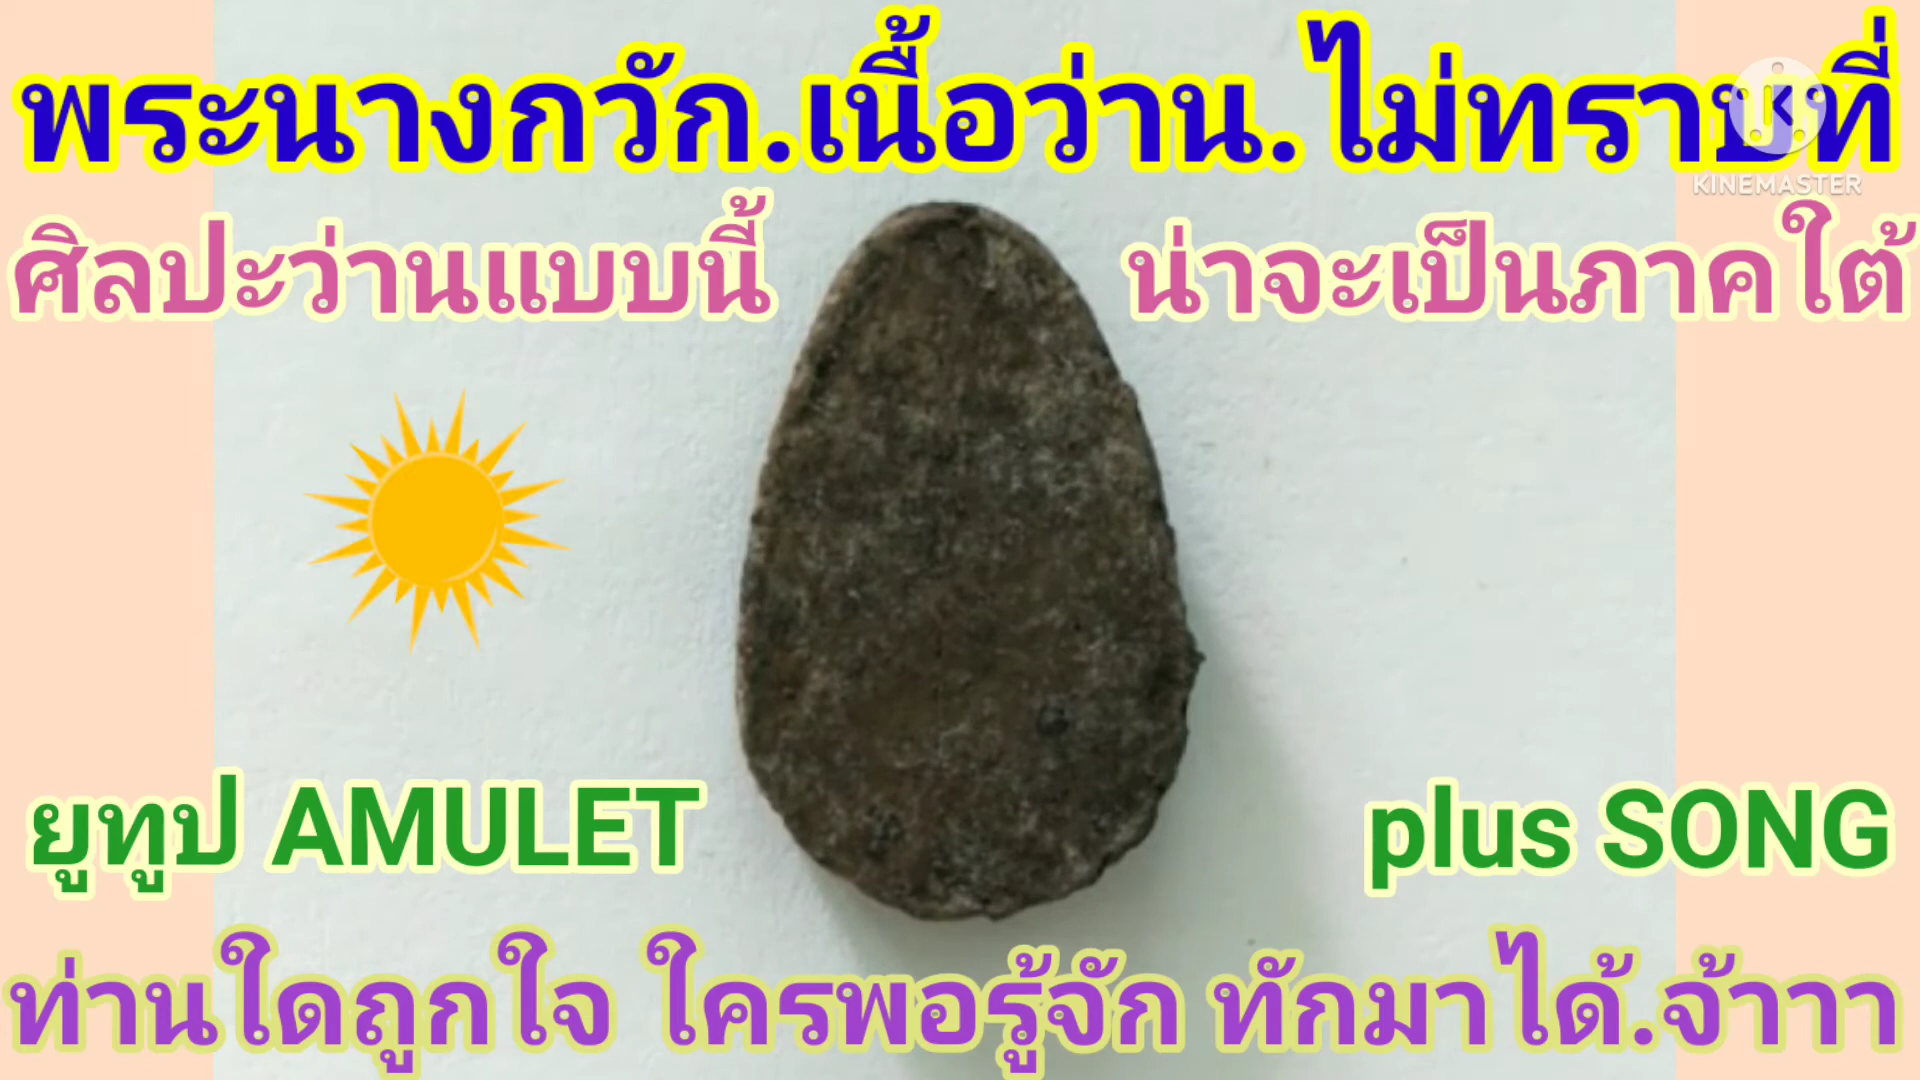 พระนางกวัก.เนื้อว่าน.ไม่ทราบที่
KINEMASTER
ศิลปะว่านแบบนี้ น่าจะเป็นภาคใต้
ยูทูป AMULET plus SONG
ท่านใดถูกใจ ใครพอรู้จัก ทักมาได้.จ้าาา